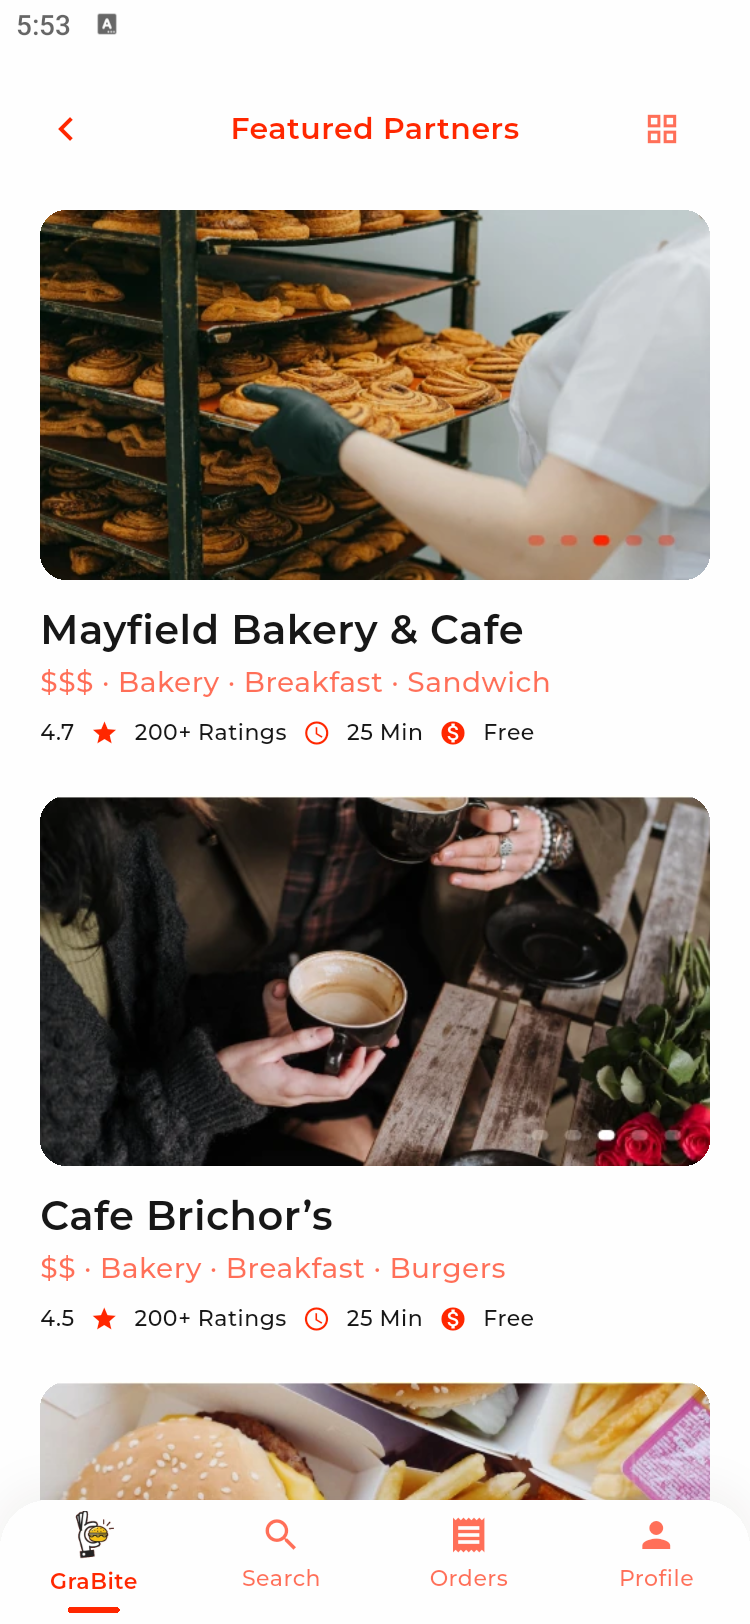 5:53
Featured Partners
Mayfield Bakery & Cafe
$$$ · Bakery · Breakfast · Sandwich
4.7 200+ Ratings 25 Min Free
Cafe Brichor’s
$$ · Bakery · Breakfast · Burgers
4.5 200+ Ratings 25 Min Free
GraBite Search Orders Profile